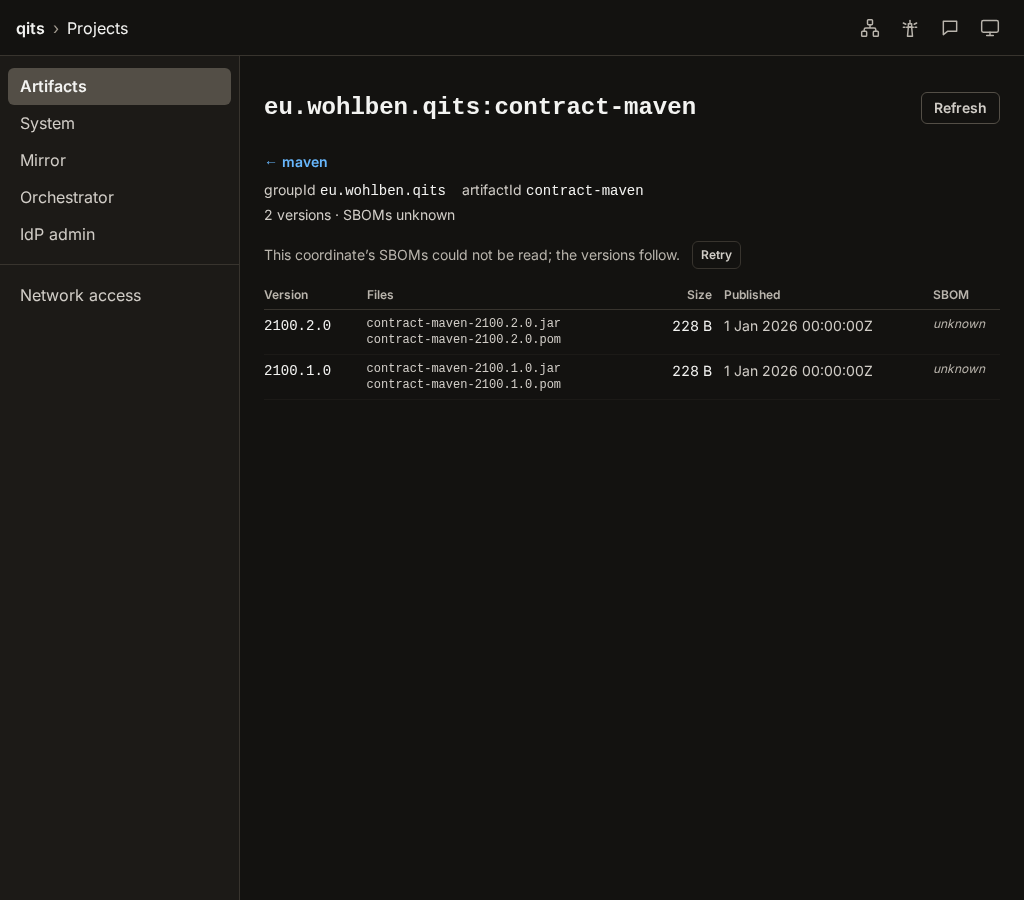 qits › Projects
Artifacts
System
Mirror
Orchestrator
IdP admin
Network access
eu.wohlben.qits:contract-maven
Refresh
← maven
groupId eu.wohlben.qits artifactId contract-maven
2 versions · SBOMs unknown
This coordinate’s SBOMs could not be read; the versions follow. Retry
Version Files Size Published SBOM
2100.2.0 contract-maven-2100.2.0.jar 228 B 1 Jan 2026 00:00:00Z unknown
contract-maven-2100.2.0.pom
2100.1.0 contract-maven-2100.1.0.jar 228 B 1 Jan 2026 00:00:00Z unknown
contract-maven-2100.1.0.pom